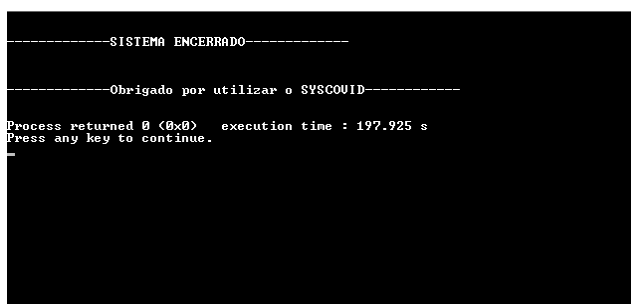 -------------SISTEMA ENCERRADO-------------
-------------Obrigado por utilizar o SYSCOVID------------
Process returned 0 (0x0)   execution time : 197.925 s
Press any key to continue.